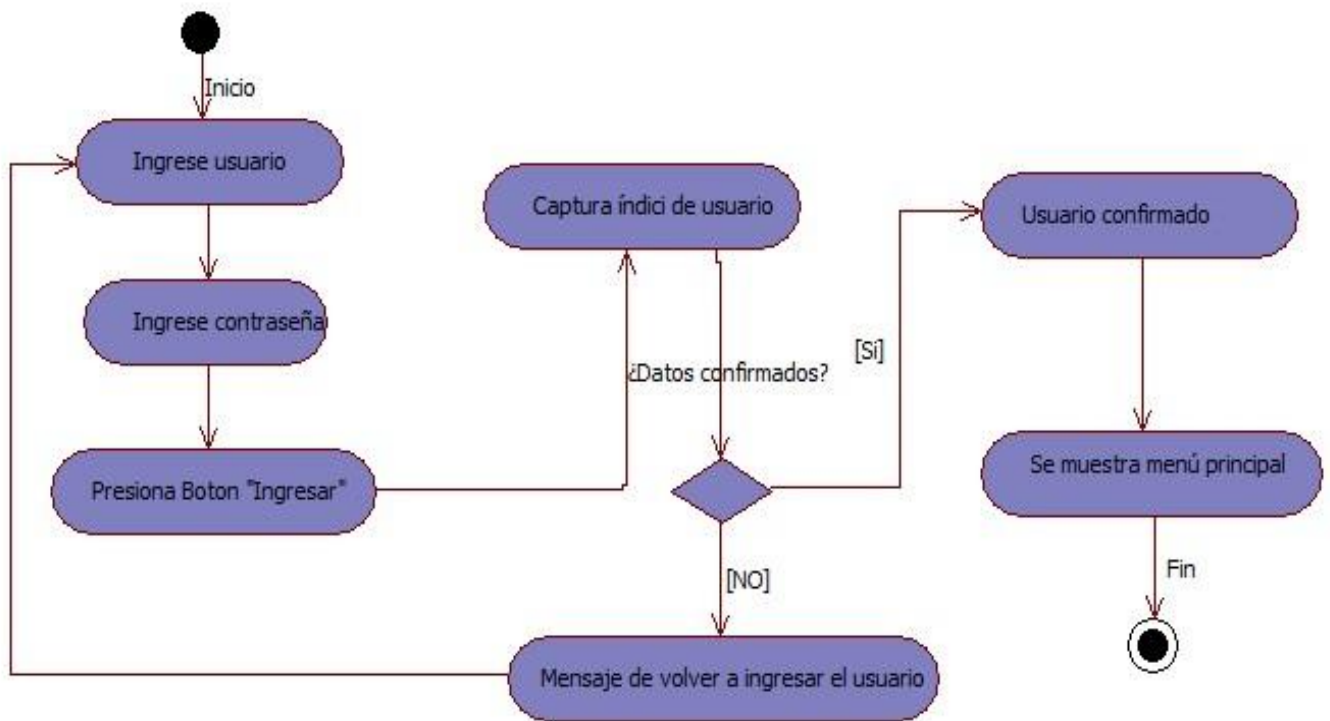 Inicio
Ingrese usuario
Ingrese contraseña
Presiona Boton "Ingresar"
Captura índici de usuario
¿Datos confirmados?
[Si]
[NO]
Mensaje de volver a ingresar el usuario
Usuario confirmado
Se muestra menú principal
Fin